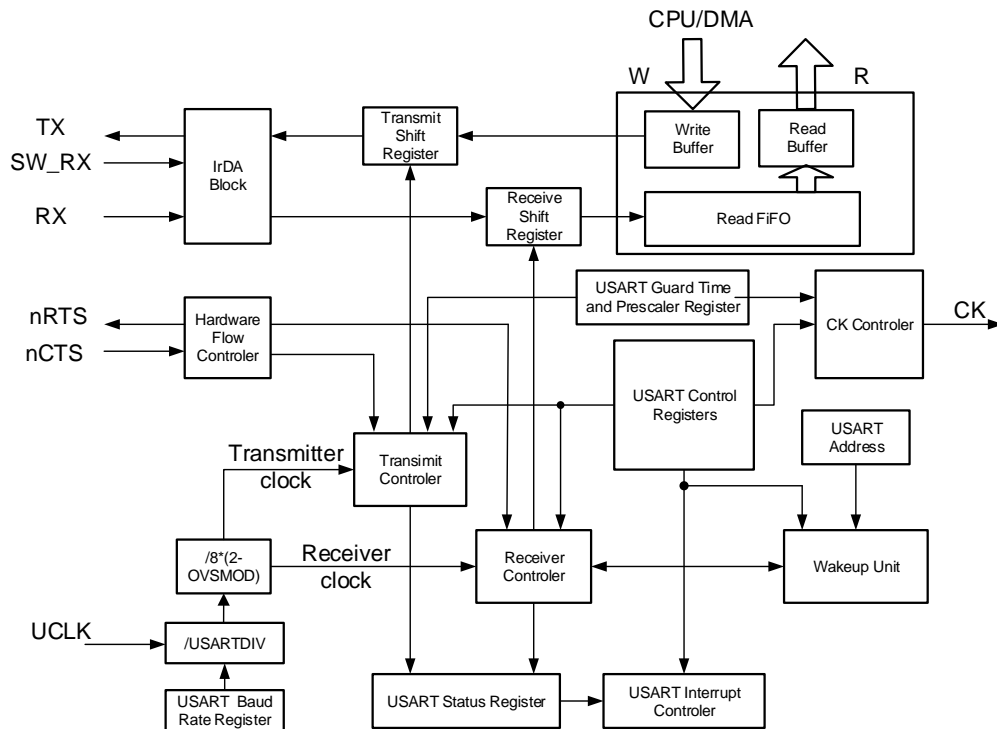 CPU/DMA
W
R
TX
SW_RX
RX
IrDA
Block
Transmit
Shift
Register
Write
Buffer
Read
Buffer
Receive
Shift
Register
Read FiFO
nRTS
nCTS
Hardware
Flow
Controler
USART Guard Time
and Prescaler Register
CK Controler
CK
USART Control
Registers
USART
Address
Transmitter
clock
Transimit
Controler
/8*(2-
OVSMOD)
Receiver
clock
Receiver
Controler
Wakeup Unit
UCLK
/USARTDIV
USART Baud
Rate Register
USART Status Register
USART Interrupt
Controler